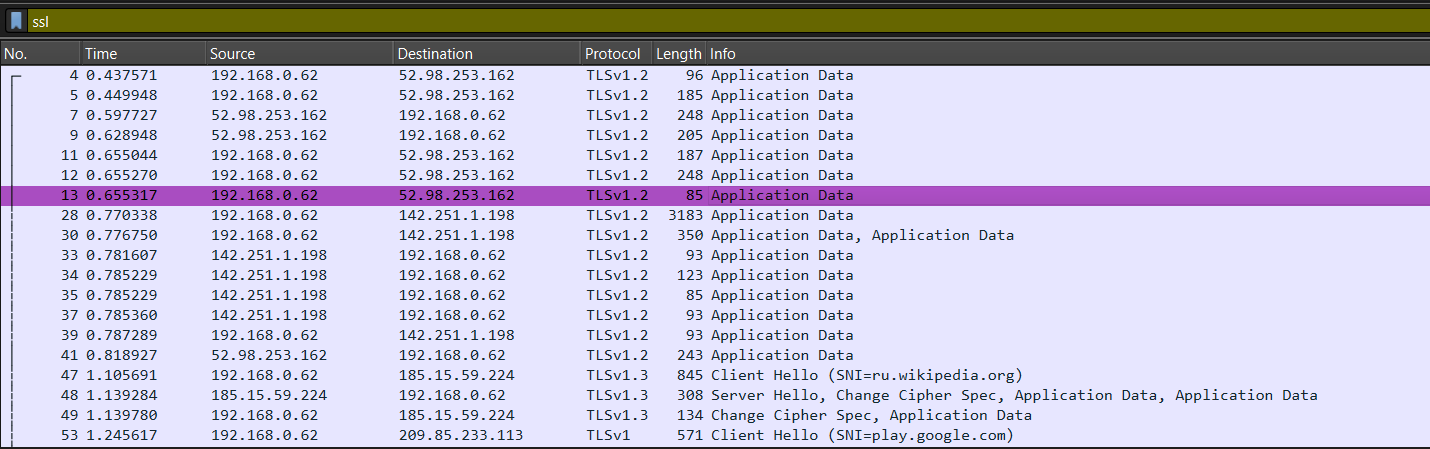 ssl
No. Time Source Destination Protocol Length Info
4 0.437571 192.168.0.62 52.98.253.162 TLSv1.2 96 Application Data
5 0.449948 192.168.0.62 52.98.253.162 TLSv1.2 185 Application Data
7 0.597727 52.98.253.162 192.168.0.62 TLSv1.2 248 Application Data
9 0.628948 52.98.253.162 192.168.0.62 TLSv1.2 205 Application Data
11 0.655044 192.168.0.62 52.98.253.162 TLSv1.2 187 Application Data
12 0.655270 192.168.0.62 52.98.253.162 TLSv1.2 248 Application Data
13 0.655317 192.168.0.62 52.98.253.162 TLSv1.2 85 Application Data
28 0.770338 192.168.0.62 142.251.1.198 TLSv1.2 3183 Application Data
30 0.776750 192.168.0.62 142.251.1.198 TLSv1.2 350 Application Data, Application Data
33 0.781607 142.251.1.198 192.168.0.62 TLSv1.2 93 Application Data
34 0.785229 142.251.1.198 192.168.0.62 TLSv1.2 123 Application Data
35 0.785229 142.251.1.198 192.168.0.62 TLSv1.2 85 Application Data
37 0.785360 142.251.1.198 192.168.0.62 TLSv1.2 93 Application Data
39 0.787289 192.168.0.62 142.251.1.198 TLSv1.2 93 Application Data
41 0.818927 52.98.253.162 192.168.0.62 TLSv1.2 243 Application Data
47 1.105691 192.168.0.62 185.15.59.224 TLSv1.3 845 Client Hello (SNI=ru.wikipedia.org)
48 1.139284 185.15.59.224 192.168.0.62 TLSv1.3 308 Server Hello, Change Cipher Spec, Application Data, Application Data
49 1.139780 192.168.0.62 185.15.59.224 TLSv1.3 134 Change Cipher Spec, Application Data
53 1.245617 192.168.0.62 209.85.233.113 TLSv1 571 Client Hello (SNI=play.google.com)